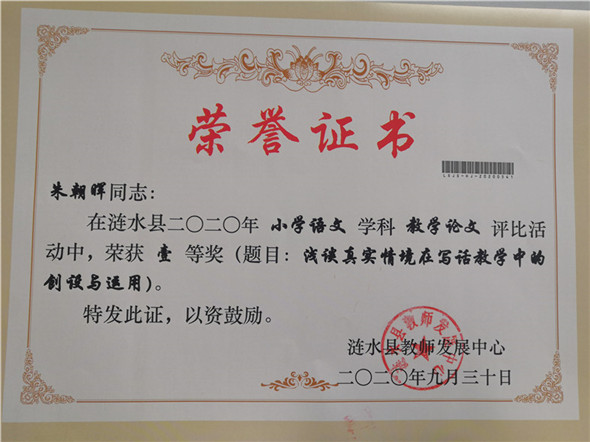 荣誉证书
朱朝晖同志：
在涟水县二〇二〇年 小学语文 学科 教学论文 评比活
动中，荣获 壹 等奖（题目：浅谈真实情境在写话教学中的
创设与运用）。
特发此证，以资鼓励。
涟水县教师发展中心
二〇二〇年九月三十日